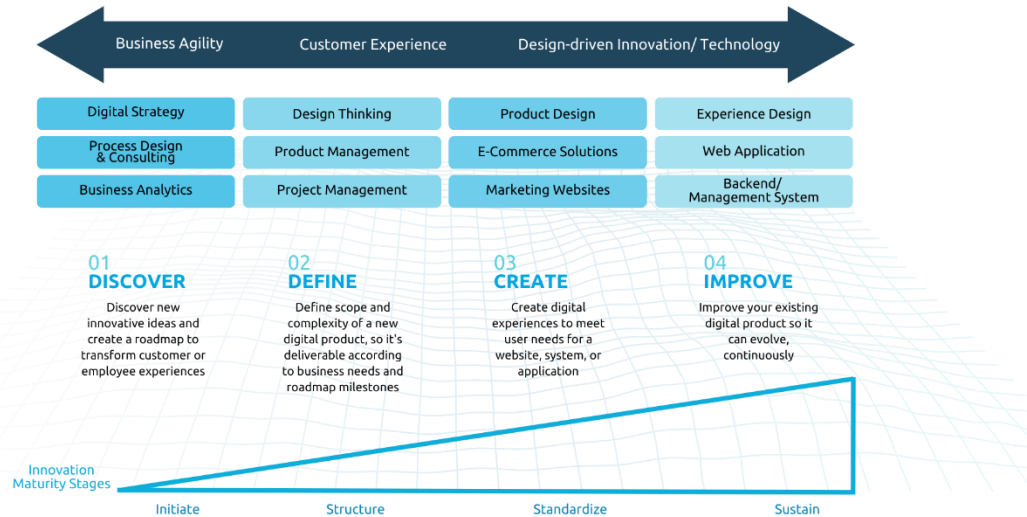 Business Agility Customer Experience Design-driven Innovation/ Technology
Digital Strategy Design Thinking Product Design Experience Design
Process Design
& Consulting
Product Management E-Commerce Solutions Web Application
Business Analytics Project Management Marketing Websites
Backend/
Management System
01
DISCOVER
Discover new
innovative ideas and
create a roadmap to
transform customer or
employee experiences
02
DEFINE
Define scope and
complexity of a new
digital product, so it's
deliverable according
to business needs and
roadmap milestones
03
CREATE
Create digital
experiences to meet
user needs for a
website, system, or
application
04
IMPROVE
Improve your existing
digital product so it
can evolve,
continuously
Innovation
Maturity Stages
Initiate Structure Standardize Sustain